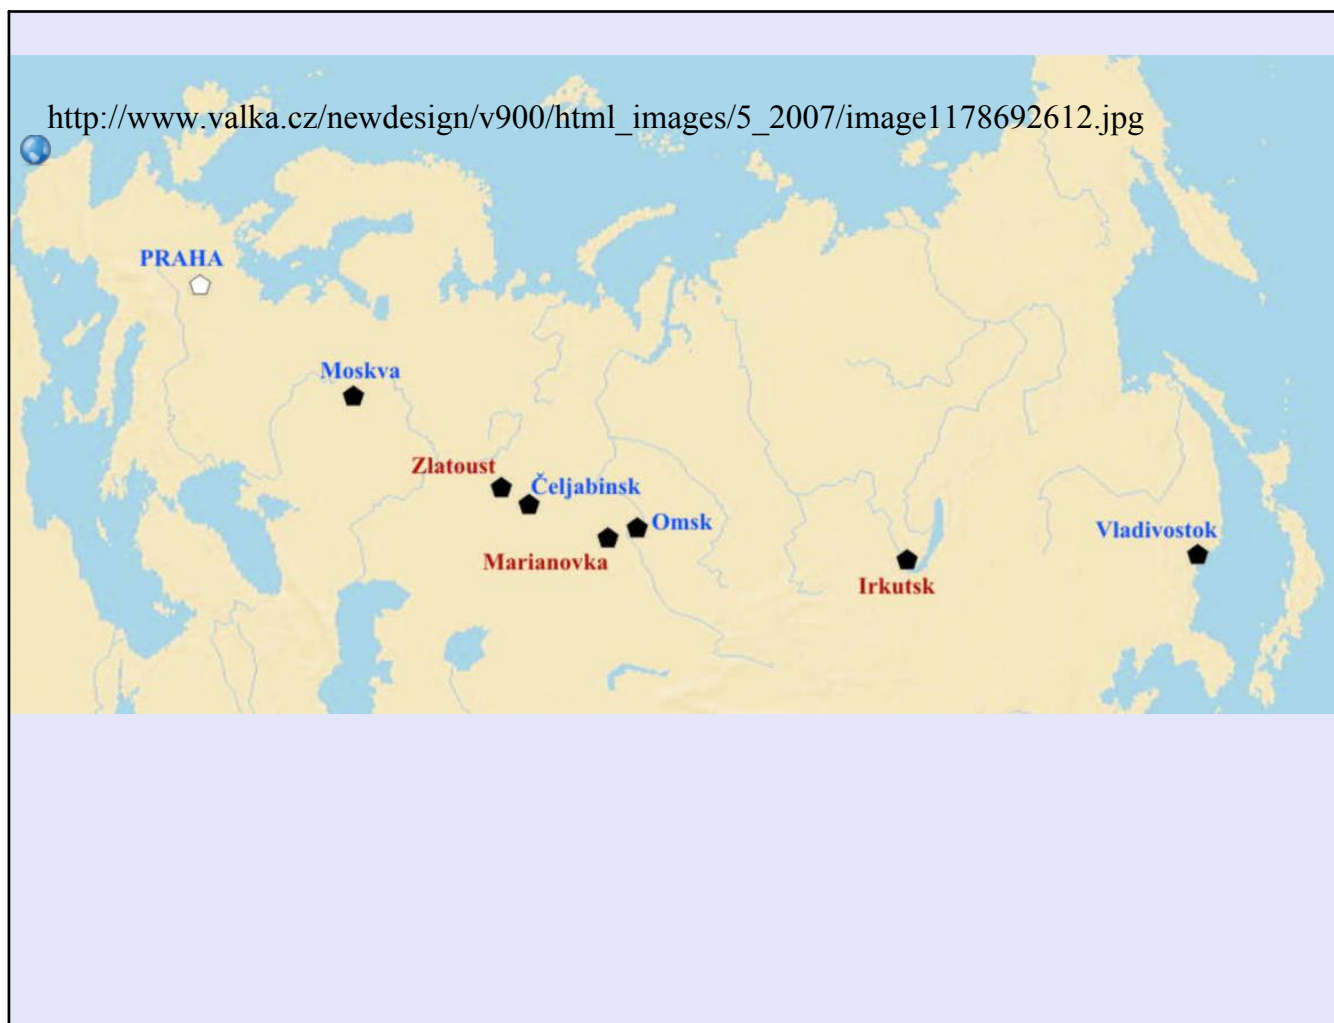 http://www.valka.cz/newdesign/v900/html_images/5_2007/image1178692612.jpg
PRAHA
Moskva
Zlatoust
Čeljabinsk
Omsk
Marianovka
Vladivostok
Irkutsk